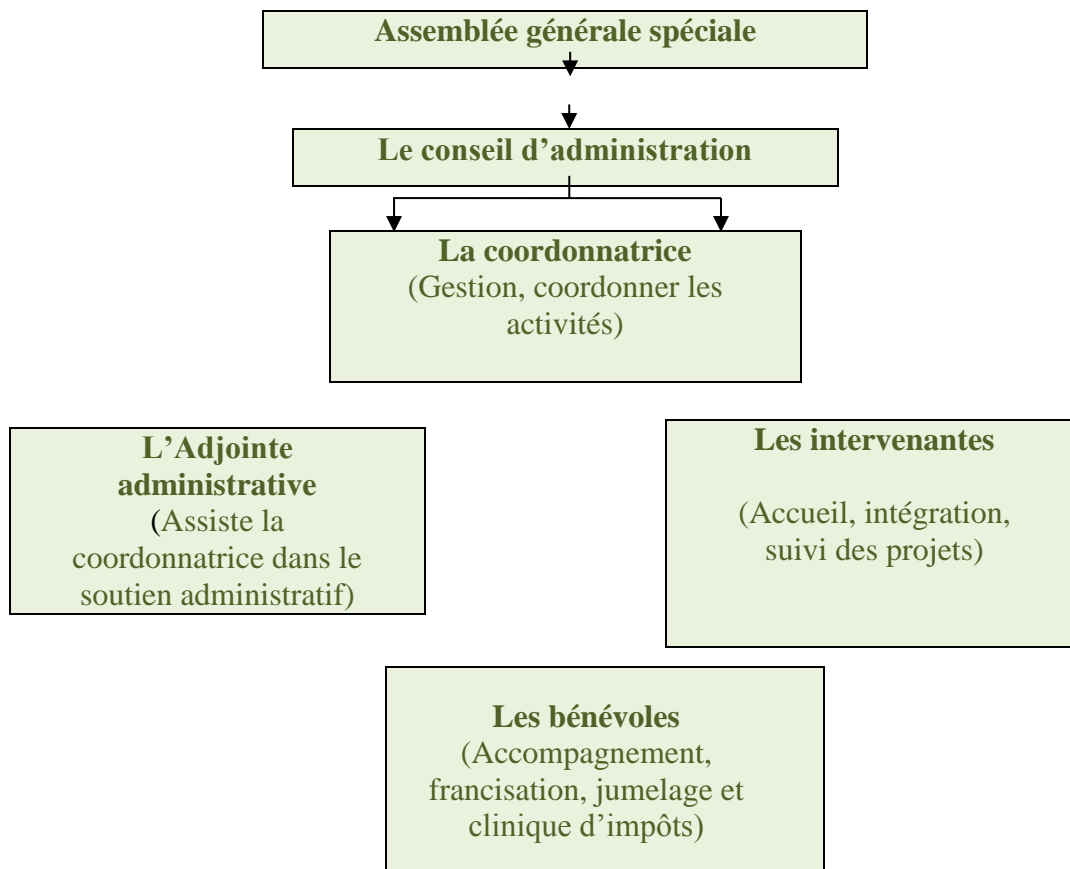 Assemblée générale spéciale
Le conseil d’administration
La coordonnatrice
(Gestion, coordonner les
activités)
L’Adjointe
administrative
(Assiste la
coordonnatrice dans le
soutien administratif)
Les intervenantes
(Accueil, intégration,
suivi des projets)
Les bénévoles
(Accompagnement,
francisation, jumelage et
clinique d’impôts)